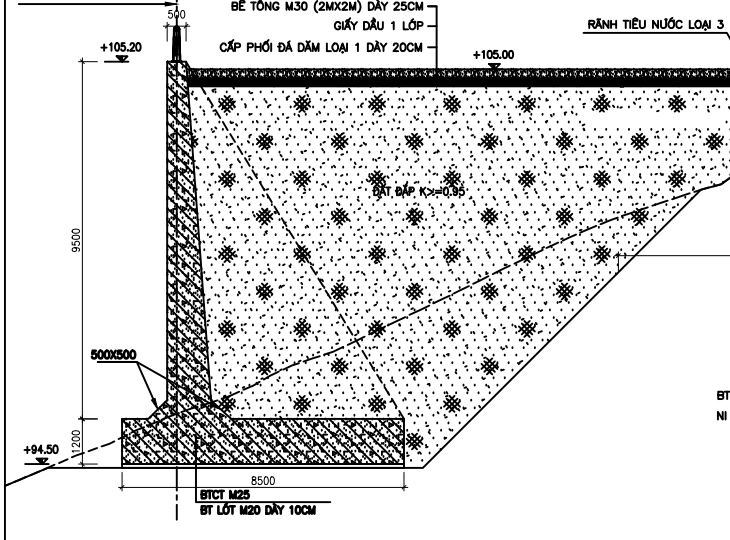 BÊ TÔNG M30 (2MX2M) DÀY 25CM
GIẤY DẦU 1 LỚP
CẤP PHỐI ĐÁ DĂM LOẠI 1 DÀY 20CM
RÃNH TIÊU NƯỚC LOẠI 3
500
+105.20
+105.00
ĐẤT ĐẮP K>=0.95
9500
500X500
1200
+94.50
8500
BTCT M25
BT LÓT M20 DÀY 10CM
BT
NI